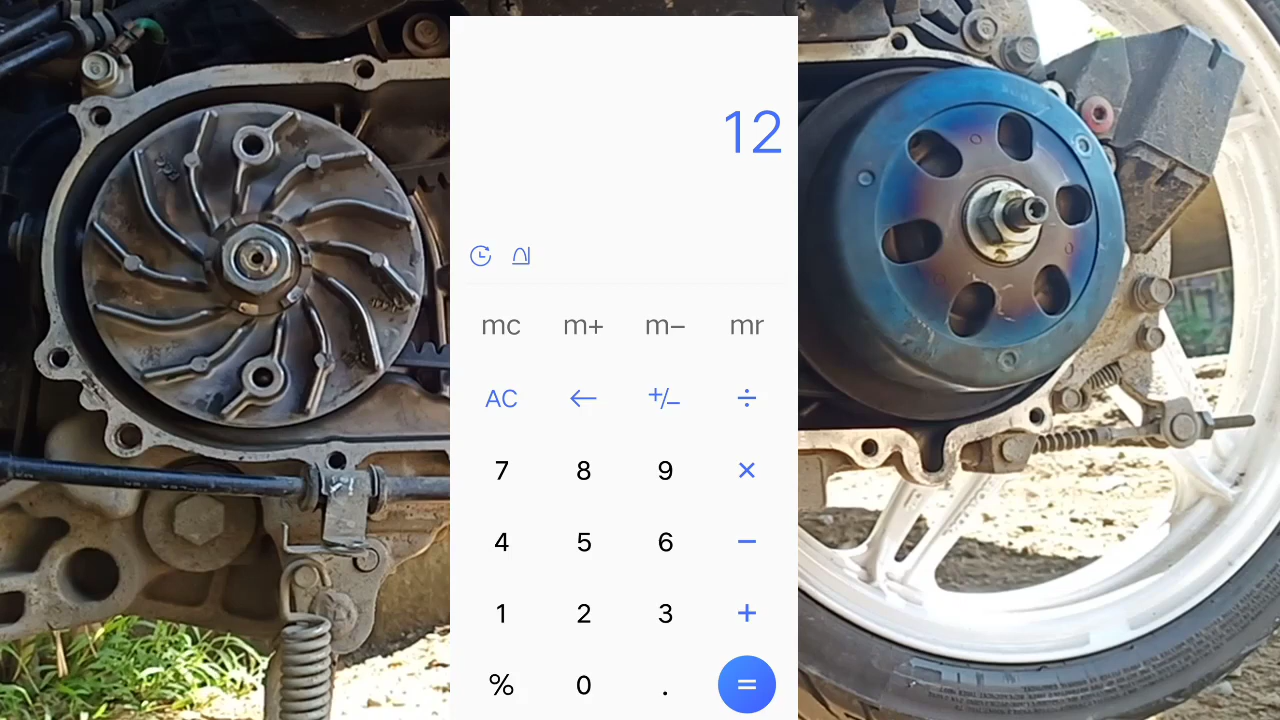 12
mc m+ m− mr
AC ← +/− ÷
7 8 9 ×
4 5 6 −
1 2 3 +
% 0 . =